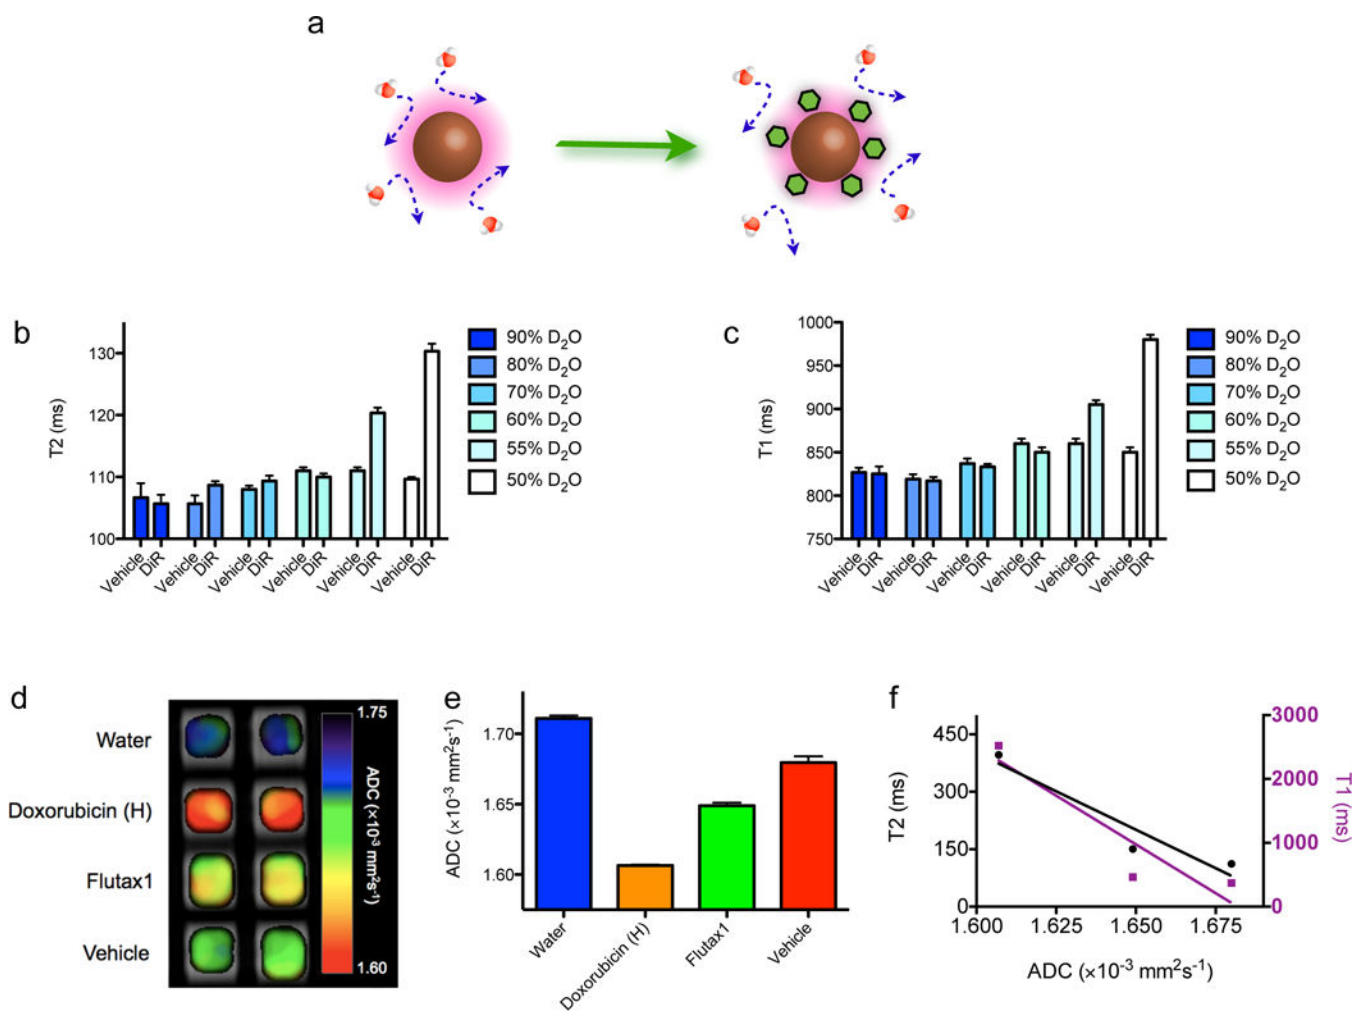 a
b
T2 (ms)
130
120
110
100
Vehicle
DiR
Vehicle
DiR
Vehicle
DiR
Vehicle
DiR
Vehicle
DiR
Vehicle
DiR
90% D₂O
80% D₂O
70% D₂O
60% D₂O
55% D₂O
50% D₂O
c
T1 (ms)
1000
950
900
850
800
750
Vehicle
DiR
Vehicle
DiR
Vehicle
DiR
Vehicle
DiR
Vehicle
DiR
Vehicle
DiR
90% D₂O
80% D₂O
70% D₂O
60% D₂O
55% D₂O
50% D₂O
d
Water
Doxorubicin (H)
Flutax1
Vehicle
1.75
ADC (×10⁻³ mm²s⁻¹)
1.60
e
ADC (×10⁻³ mm²s⁻¹)
1.70
1.65
1.60
Water
Doxorubicin (H)
Flutax1
Vehicle
f
T2 (ms)
450
300
150
0
1.600
1.625
1.650
1.675
ADC (×10⁻³ mm²s⁻¹)
3000
2000
1000
0
T1 (ms)